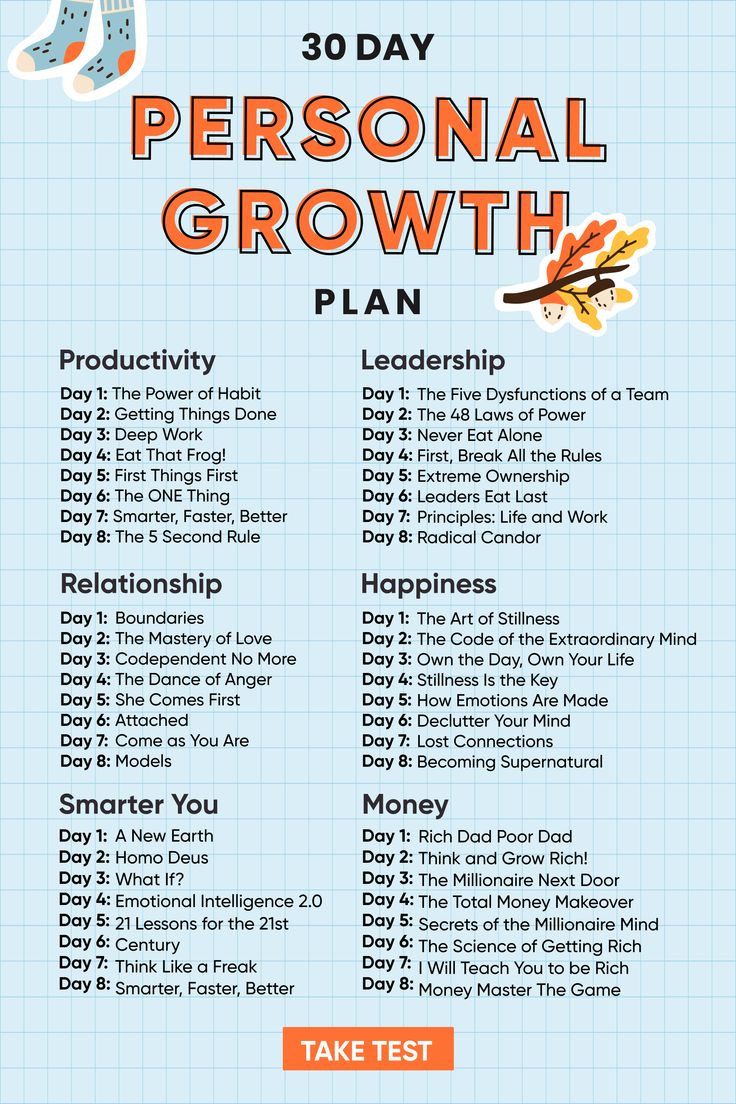 30 DAY
PERSONAL
GROWTH
PLAN
Productivity
Day 1: The Power of Habit
Day 2: Getting Things Done
Day 3: Deep Work
Day 4: Eat That Frog!
Day 5: First Things First
Day 6: The ONE Thing
Day 7: Smarter, Faster, Better
Day 8: The 5 Second Rule
Leadership
Day 1: The Five Dysfunctions of a Team
Day 2: The 48 Laws of Power
Day 3: Never Eat Alone
Day 4: First, Break All the Rules
Day 5: Extreme Ownership
Day 6: Leaders Eat Last
Day 7: Principles: Life and Work
Day 8: Radical Candor
Relationship
Day 1: Boundaries
Day 2: The Mastery of Love
Day 3: Codependent No More
Day 4: The Dance of Anger
Day 5: She Comes First
Day 6: Attached
Day 7: Come as You Are
Day 8: Models
Happiness
Day 1: The Art of Stillness
Day 2: The Code of the Extraordinary Mind
Day 3: Own the Day, Own Your Life
Day 4: Stillness Is the Key
Day 5: How Emotions Are Made
Day 6: Declutter Your Mind
Day 7: Lost Connections
Day 8: Becoming Supernatural
Smarter You
Day 1: A New Earth
Day 2: Homo Deus
Day 3: What If?
Day 4: Emotional Intelligence 2.0
Day 5: 21 Lessons for the 21st
Day 6: Century
Day 7: Think Like a Freak
Day 8: Smarter, Faster, Better
Money
Day 1: Rich Dad Poor Dad
Day 2: Think and Grow Rich!
Day 3: The Millionaire Next Door
Day 4: The Total Money Makeover
Day 5: Secrets of the Millionaire Mind
Day 6: The Science of Getting Rich
Day 7: I Will Teach You to be Rich
Day 8: Money Master The Game
TAKE TEST